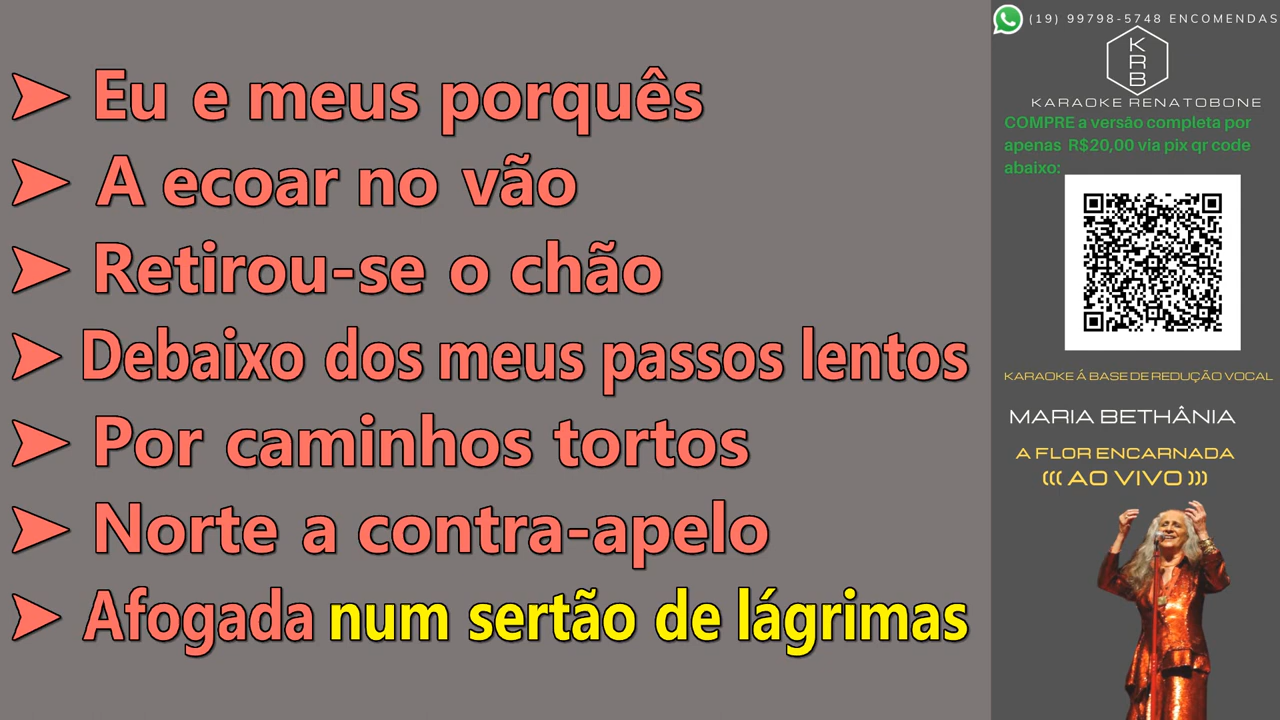 Eu e meus porquês
A ecoar no vão
Retirou-se o chão
Debaixo dos meus passos lentos
Por caminhos tortos
Norte a contra-apelo
Afogada num sertão de lágrimas
(19) 99798-5748 ENCOMENDAS
KRB
KARAOKE RENATOBONE
COMPRE a versão completa por
apenas R$20,00 via pix qr code
abaixo:
KARAOKE Á BASE DE REDUÇÃO VOCAL
MARIA BETHÂNIA
A FLOR ENCARNADA
((( AO VIVO )))